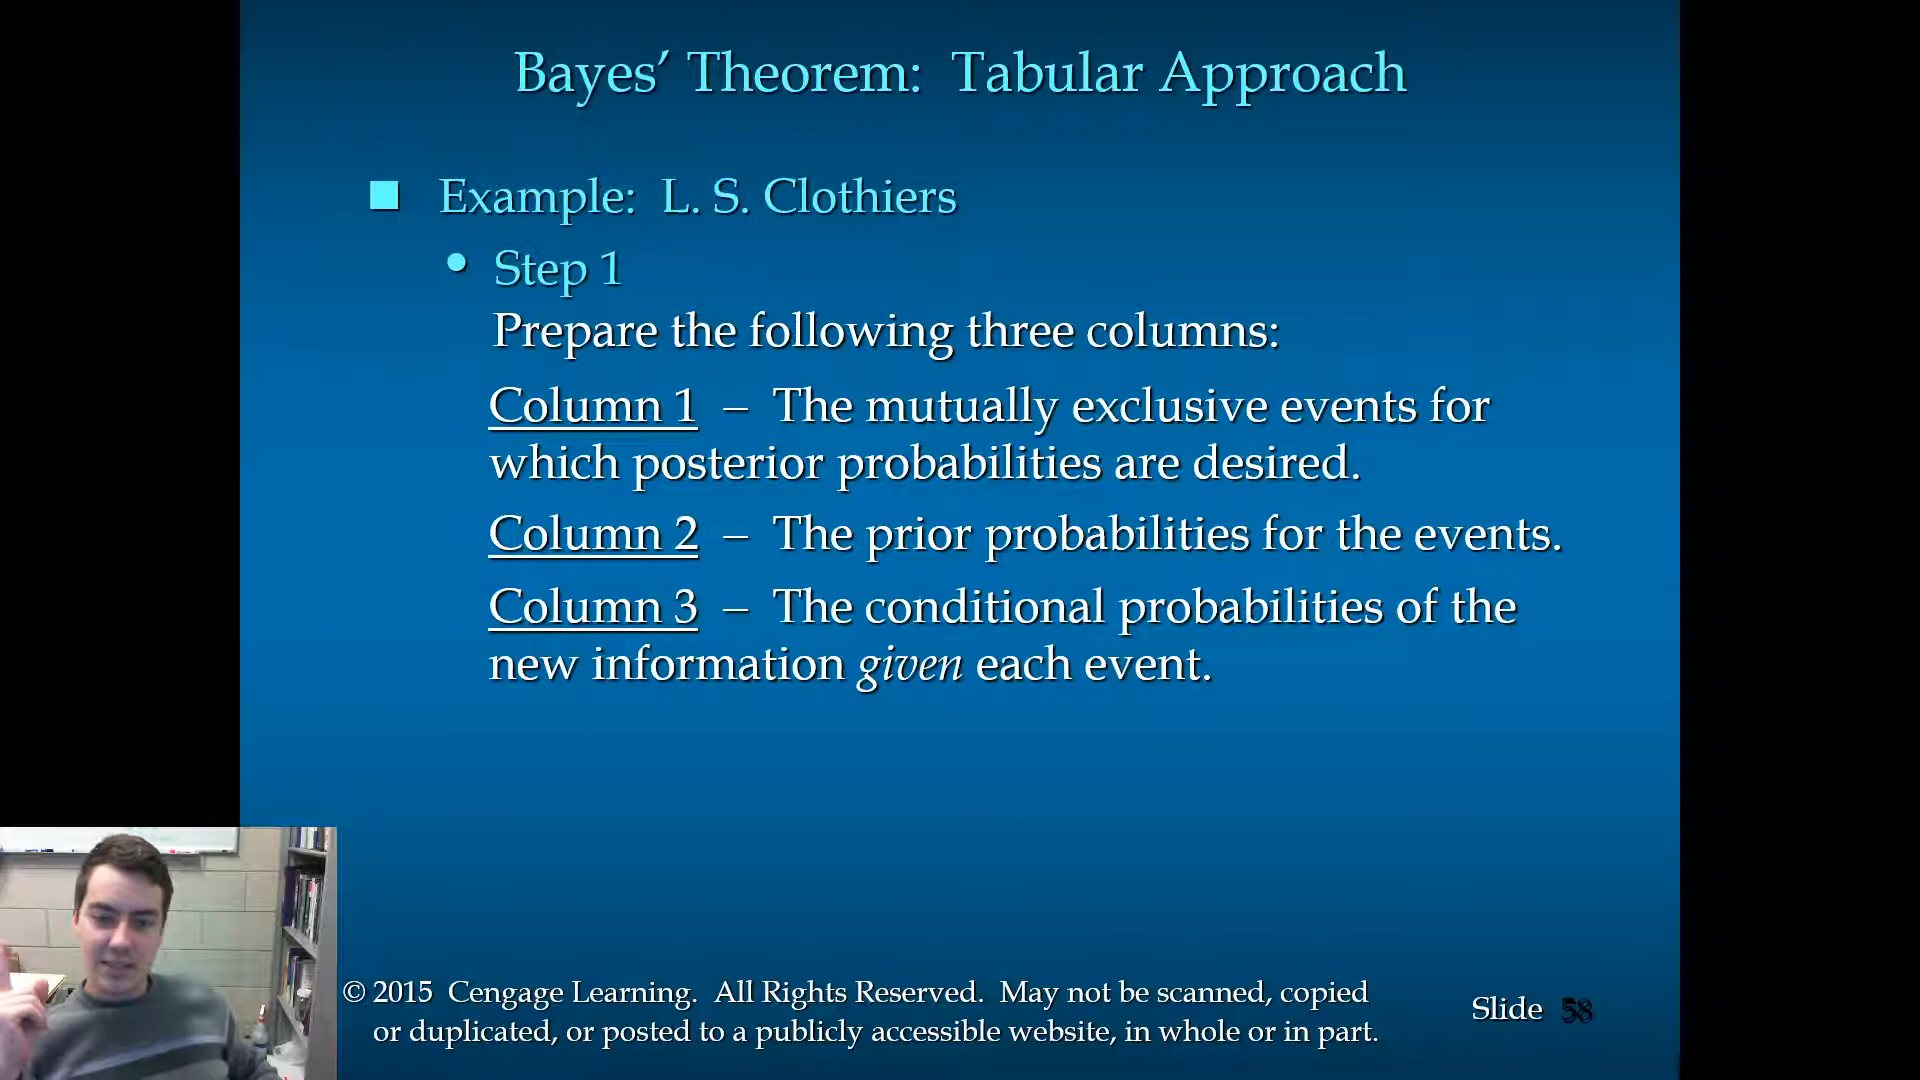 Bayes’ Theorem: Tabular Approach
Example: L. S. Clothiers
Step 1
Prepare the following three columns:
Column 1 – The mutually exclusive events for
which posterior probabilities are desired.
Column 2 – The prior probabilities for the events.
Column 3 – The conditional probabilities of the
new information given each event.
© 2015 Cengage Learning. All Rights Reserved. May not be scanned, copied
or duplicated, or posted to a publicly accessible website, in whole or in part.
Slide